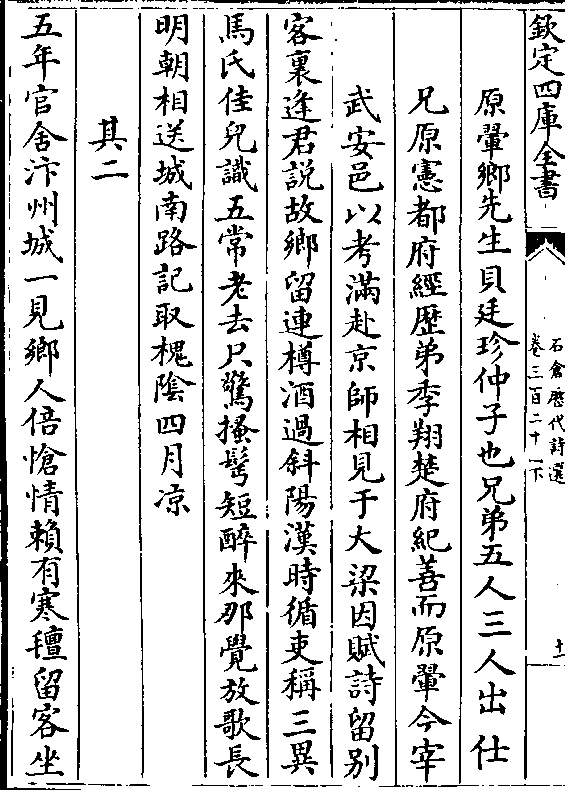 欽定四庫全書
石倉歷代詩選
卷三百二十一下
十一
原翬鄉先生貝廷珍仲子也兄弟五人三人出仕
兄原憲都府經歷弟季翔楚府紀善而原翬今宰
武安邑以考滿赴京師相見于大梁因賦詩留別
客裏逢君説故鄉留連樽酒過斜陽漢時循吏稱三異
馬氏佳兒識五常老去只驚搔髩短醉來那覺放歌長
明朝相送城南路記取槐陰四月凉
其二
五年官舍汴州城一見鄉人倍愴情賴有寒氊留客坐